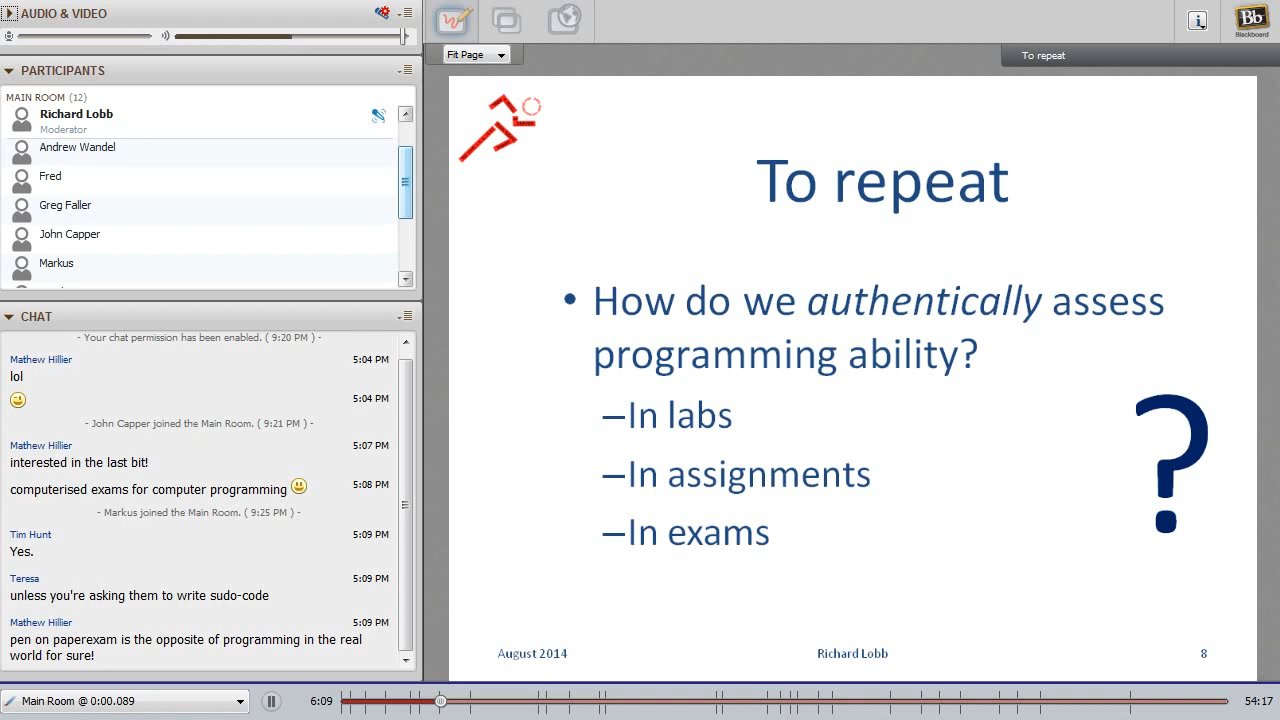 AUDIO & VIDEO
PARTICIPANTS
MAIN ROOM (12)
Richard Lobb
Moderator
Andrew Wandel
Fred
Greg Faller
John Capper
Markus
CHAT
- Your chat permission has been enabled. ( 9:20 PM ) -
Mathew Hillier 5:04 PM
lol
5:04 PM
- John Capper joined the Main Room. ( 9:21 PM ) -
Mathew Hillier 5:07 PM
interested in the last bit!
computerised exams for computer programming 5:08 PM
- Markus joined the Main Room. ( 9:25 PM ) -
Tim Hunt 5:09 PM
Yes.
Teresa 5:09 PM
unless you're asking them to write sudo-code
Mathew Hillier 5:09 PM
pen on paperexam is the opposite of programming in the real
world for sure!
Main Room @ 0:00.089
6:09
54:17
Bb
Blackboard
Fit Page
To repeat
To repeat
• How do we authentically assess
programming ability?
–In labs
–In assignments
–In exams
?
August 2014 Richard Lobb 8